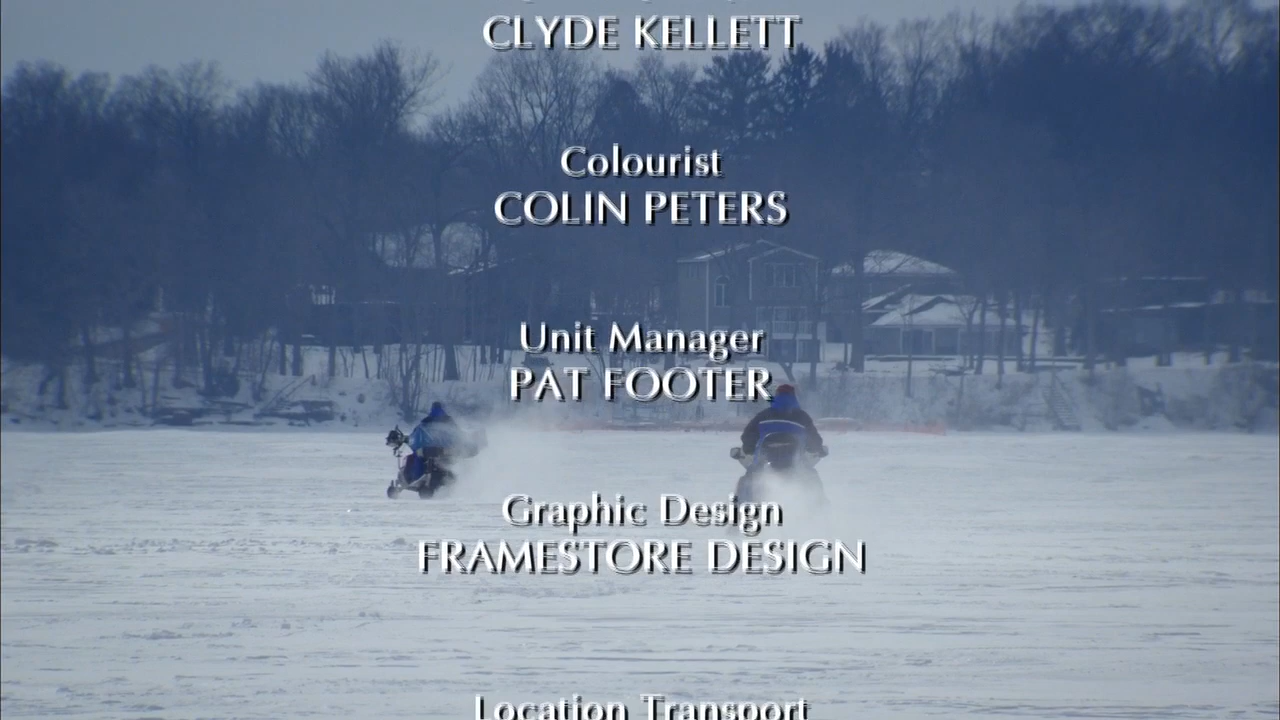 CLYDE KELLETT
Colourist
COLIN PETERS
Unit Manager
PAT FOOTER
Graphic Design
FRAMESTORE DESIGN
Location Transport